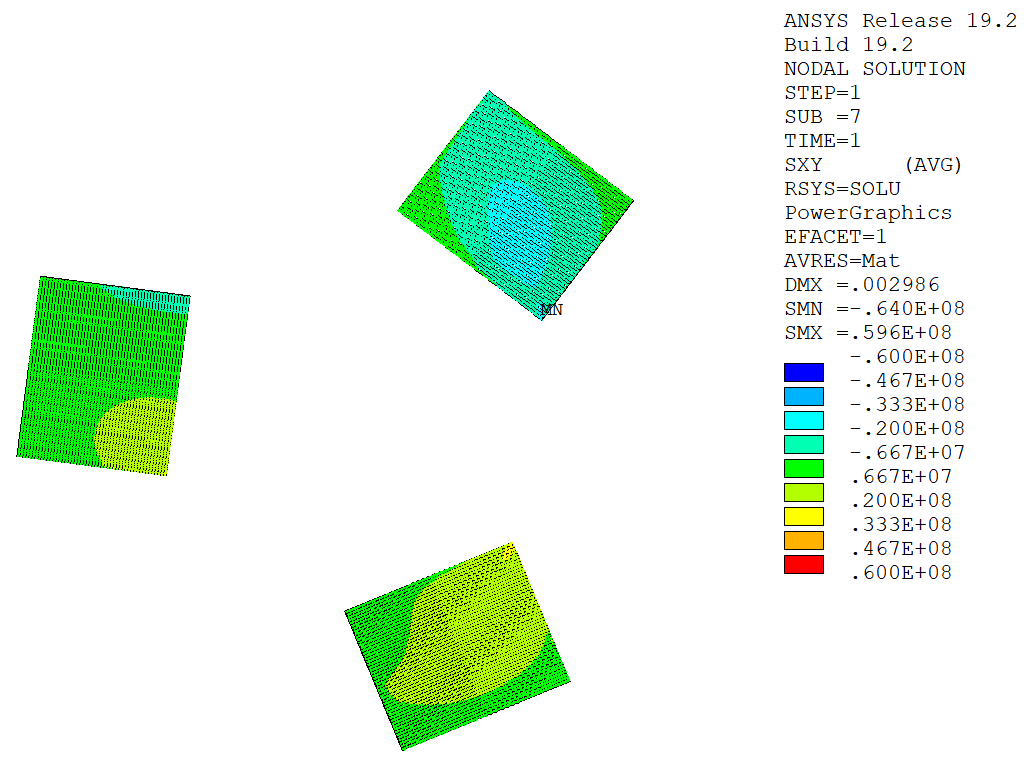 ANSYS Release 19.2
Build 19.2
NODAL SOLUTION
STEP=1
SUB =7
TIME=1
SXY (AVG)
RSYS=SOLU
PowerGraphics
EFACET=1
AVRES=Mat
DMX =.002986
SMN =-.640E+08
SMX =.596E+08
-.600E+08
-.467E+08
-.333E+08
-.200E+08
-.667E+07
.667E+07
.200E+08
.333E+08
.467E+08
.600E+08
MN